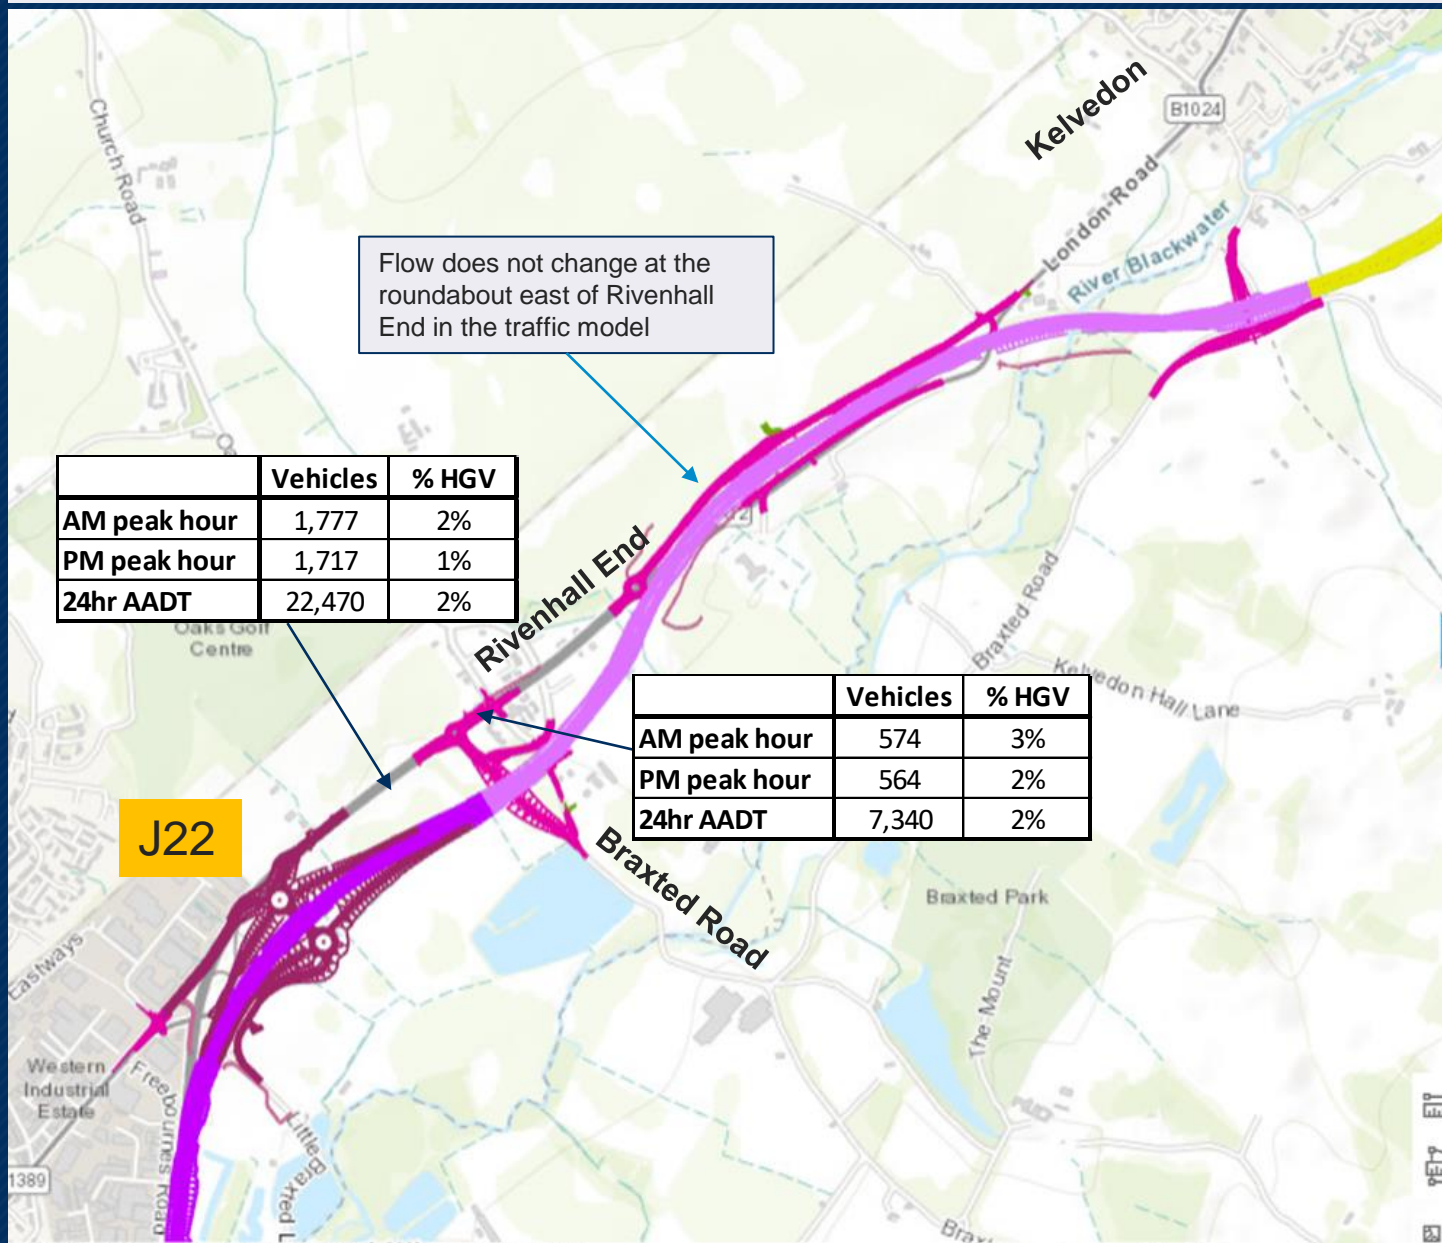 Church Road
Kelvedon
B1024
London-Road
River Blackwater
Flow does not change at the
roundabout east of Rivenhall
End in the traffic model
Vehicles % HGV
AM peak hour 1,777 2%
PM peak hour 1,717 1%
24hr AADT 22,470 2%
Oaks Golf
Centre
Rivenhall End
Braxted Road
Kelvedon Hall Lane
Vehicles % HGV
AM peak hour 574 3%
PM peak hour 564 2%
24hr AADT 7,340 2%
J22
Braxted Road
Braxted Park
The Mount
Eastways
Western
Industrial
Estate
Freebournes Road
Little Braxted L
1389
Brax